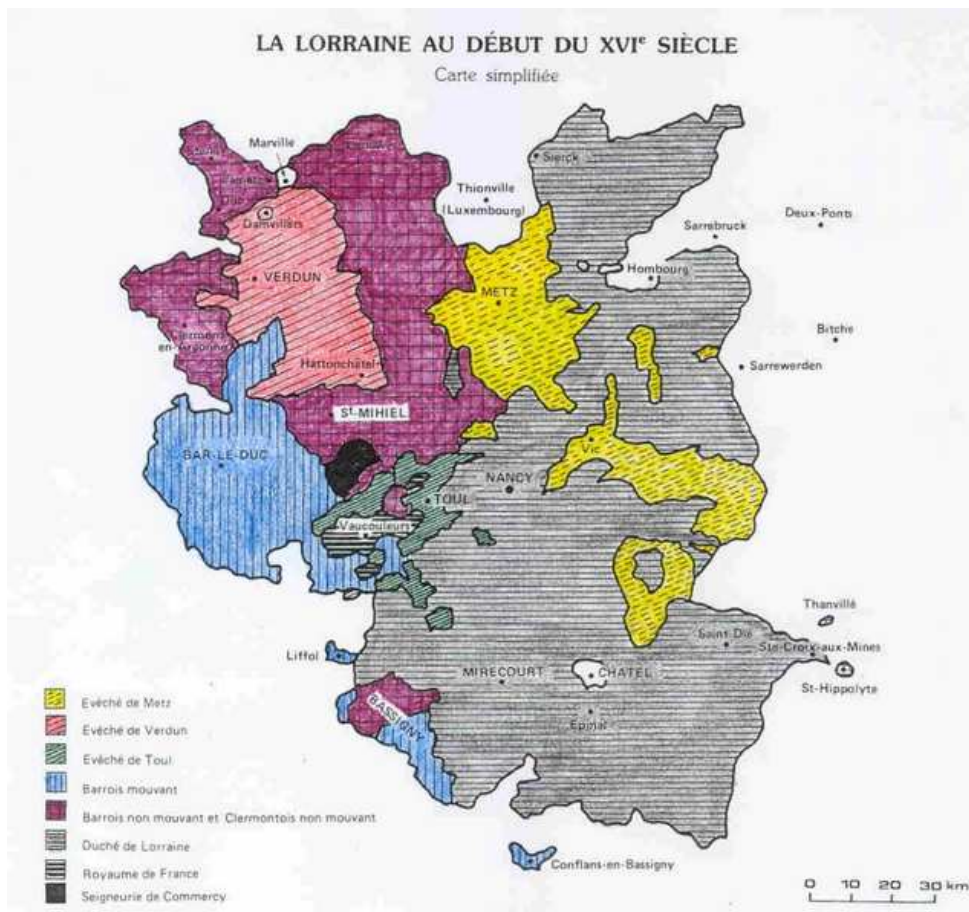 LA LORRAINE AU DÉBUT DU XVIe SIÈCLE
Carte simplifiée
Marville
Sierck
Thionville
(Luxembourg)
Deux-Ponts
Sarrebruck
Damvillers
Hombourg
VERDUN
METZ
Bitche
Clermont
en-Argonne
Sarrewerden
Hattonchâtel
St-MIHIEL
BAR-LE-DUC
Vic
NANCY
TOUL
Vaucouleurs
Thanvillé
Saint Dié
Ste-Croix-aux-Mines
Liffol
MIRECOURT
CHATEL
St-Hippolyte
BASSIGNY
Epinal
Evêché de Metz
Evêché de Verdun
Evêché de Toul
Barrois mouvant
Barrois non mouvant et Clermontois non mouvant
Duché de Lorraine
Royaume de France
Seigneurie de Commercy
Conflans-en-Bassigny
0 10 20 30 km